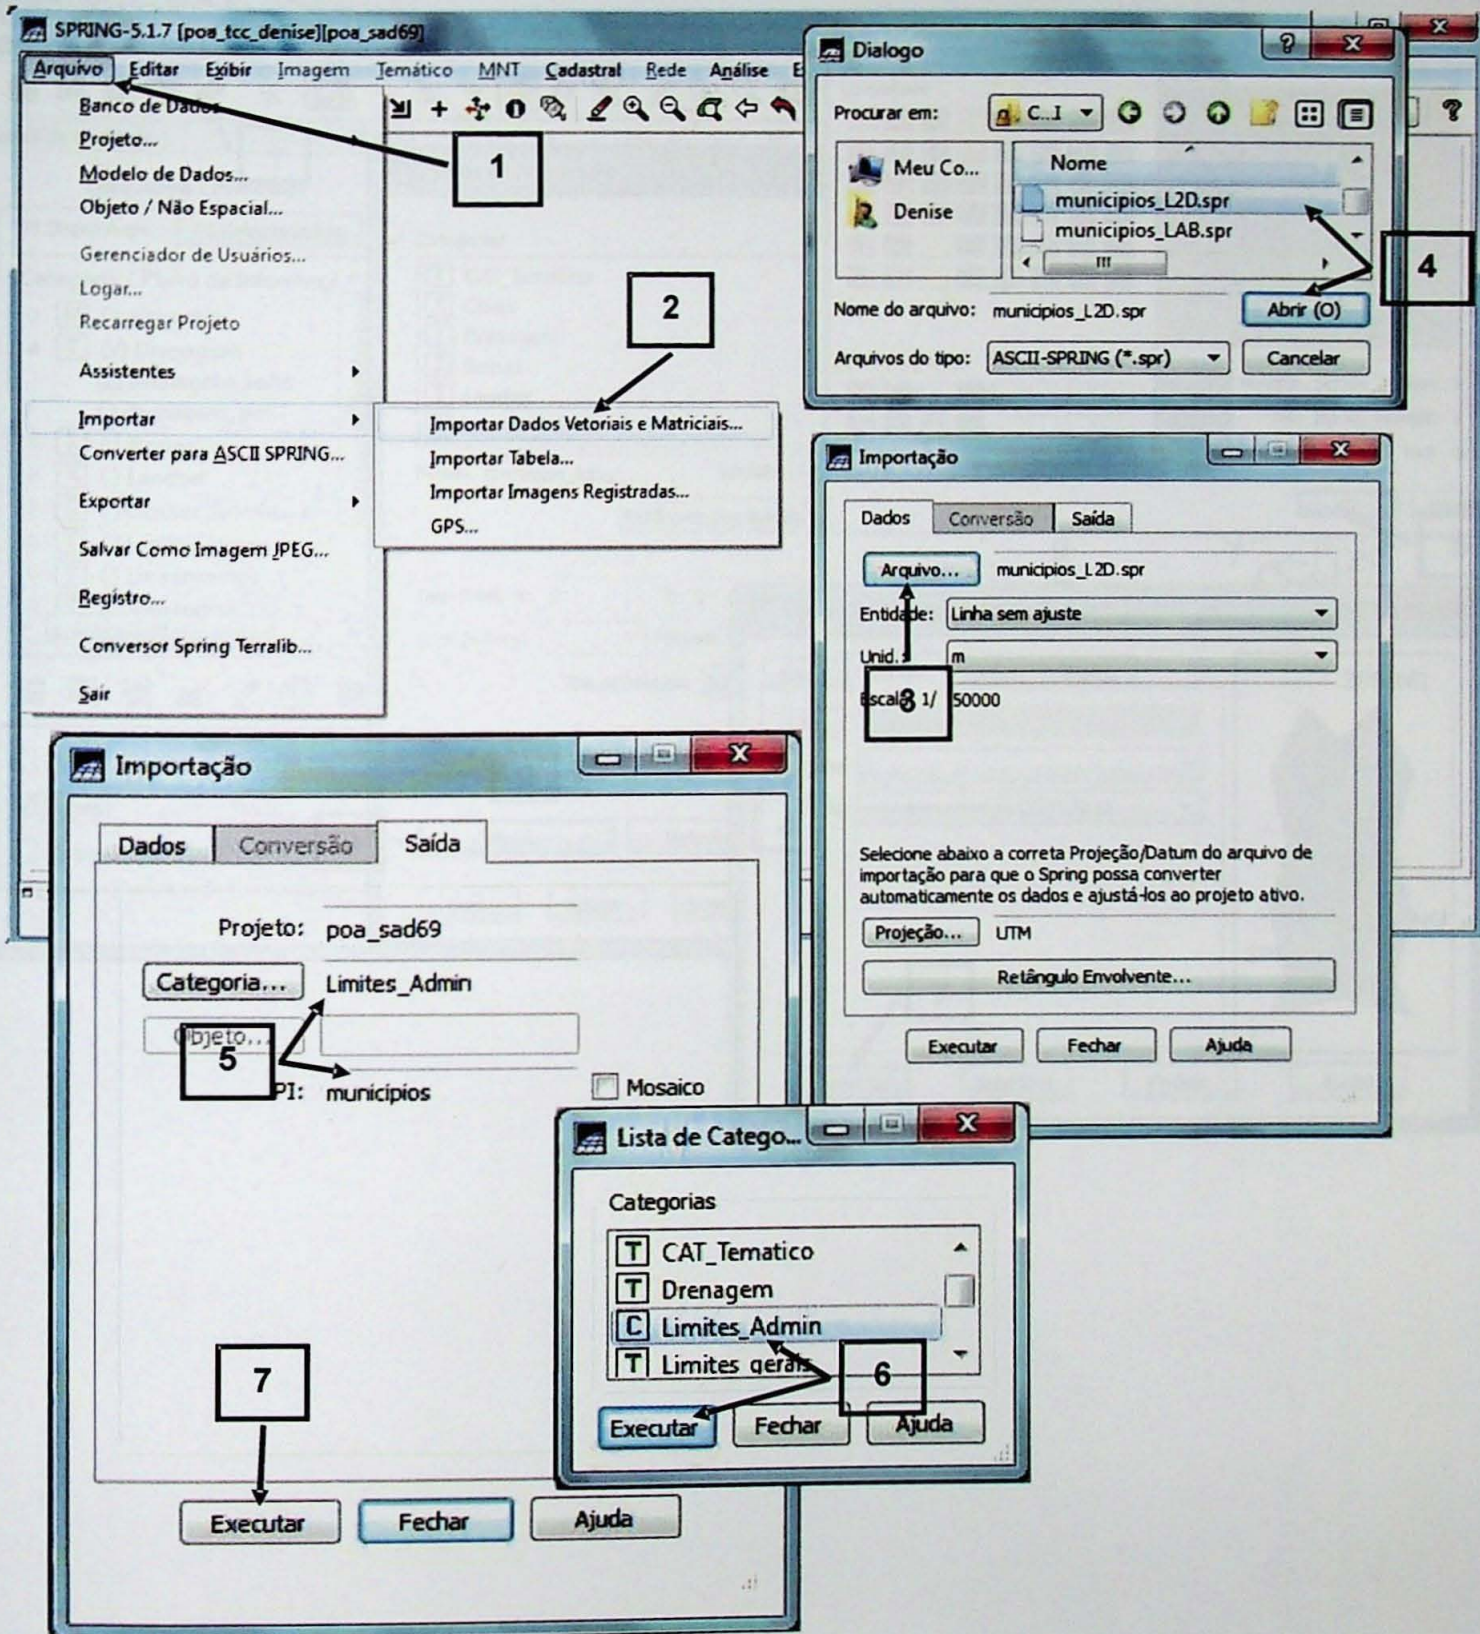 SPRING-5.1.7 [poa_tcc_denise][poa_sad69]
Arquivo Editar Exibir Imagem Temático MNT Cadastral Rede Análise E
Banco de Dados
Projeto...
Modelo de Dados...
Objeto / Não Espacial...
Gerenciador de Usuários...
Logar...
Recarregar Projeto
Assistentes
Importar
Converter para ASCII SPRING...
Exportar
Salvar Como Imagem JPEG...
Registro...
Conversor Spring Terralib...
Sair
1
2
Importar Dados Vetoriais e Matriciais...
Importar Tabela...
Importar Imagens Registradas...
GPS...
Dialogo
Procurar em: C...I
Meu Co...
Denise
Nome
municipios_L2D.spr
municipios_LAB.spr
4
Nome do arquivo: municipios_L2D.spr Abrir (O)
Arquivos do tipo: ASCII-SPRING (*.spr) Cancelar
Importação
Dados Conversão Saída
Arquivo... municipios_L2D.spr
Entidade: Linha sem ajuste
Unid.: m
3
Escala 1/ 50000
Selecione abaixo a correta Projeção/Datum do arquivo de
importação para que o Spring possa converter
automaticamente os dados e ajustá-los ao projeto ativo.
Projeção... UTM
Retângulo Envolvente...
Executar Fechar Ajuda
Importação
Dados Conversão Saída
Projeto: poa_sad69
Categoria... Limites_Admin
Objeto...
5
PI: municípios Mosaico
Lista de Catego...
Categorias
T CAT_Tematico
T Drenagem
C Limites_Admin
T Limites gerais
6
Executar Fechar Ajuda
7
Executar Fechar Ajuda